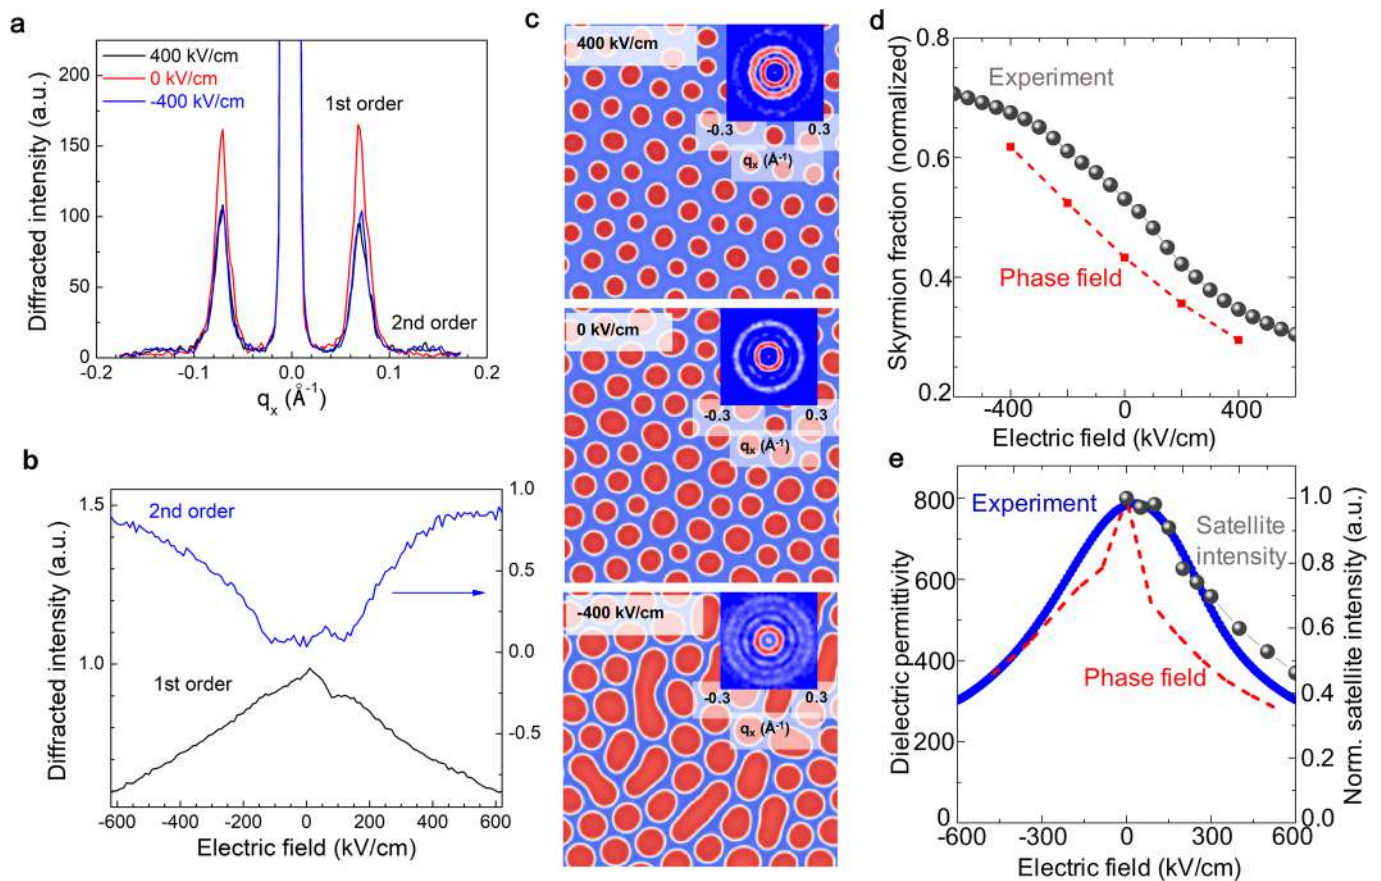 a
400 kV/cm
0 kV/cm
-400 kV/cm
1st order
2nd order
200
150
100
50
0
-0.2
-0.1
0.0
0.1
0.2
Diffracted intensity (a.u.)
qx (Å-1)
b
2nd order
1st order
1.5
1.0
1.0
0.5
0.0
-0.5
-600
-400
-200
0
200
400
600
Diffracted intensity (a.u.)
Electric field (kV/cm)
c
400 kV/cm
-0.3
0.3
qx (Å-1)
0 kV/cm
-0.3
0.3
qx (Å-1)
-400 kV/cm
-0.3
0.3
qx (Å-1)
d
0.8
0.6
0.4
0.2
Experiment
Phase field
Skyrmion fraction (normalized)
-400
0
400
Electric field (kV/cm)
e
800
600
400
200
0
Experiment
Satellite
intensity
Phase field
1.0
0.8
0.6
0.4
0.2
0.0
Dielectric permittivity
Norm. satellite intensity (a.u.)
-600
-300
0
300
600
Electric field (kV/cm)